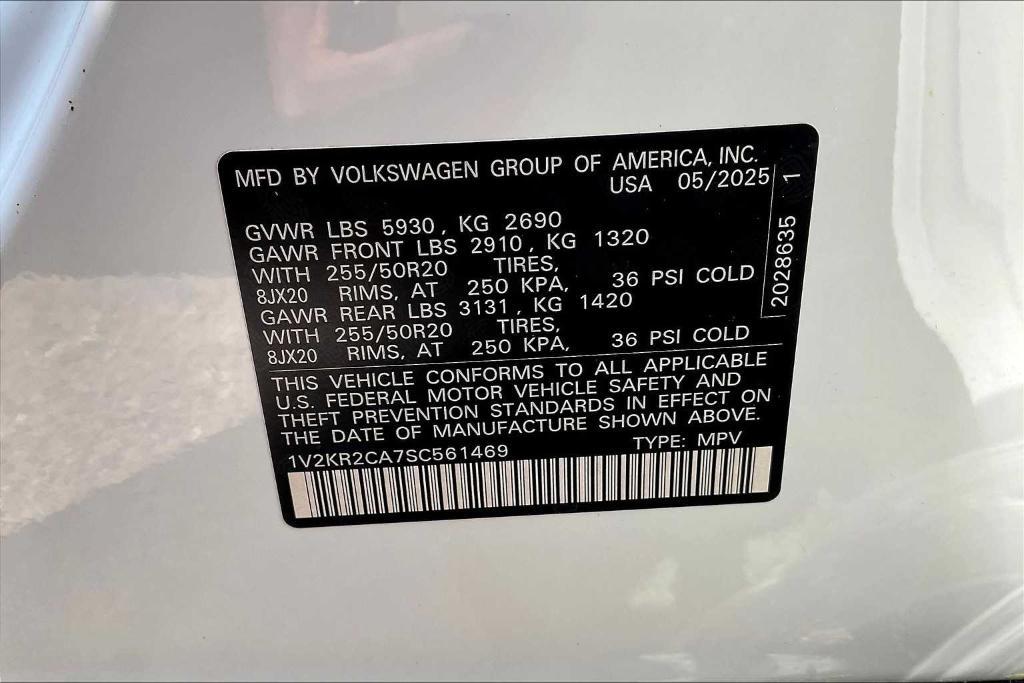 MFD BY VOLKSWAGEN GROUP OF AMERICA, INC.
USA 05/2025
GVWR LBS 5930, KG 2690
GAWR FRONT LBS 2910, KG 1320
WITH 255/50R20 TIRES,
8JX20 RIMS, AT 250 KPA, 36 PSI COLD
GAWR REAR LBS 3131, KG 1420
WITH 255/50R20 TIRES,
8JX20 RIMS, AT 250 KPA, 36 PSI COLD
THIS VEHICLE CONFORMS TO ALL APPLICABLE
U.S. FEDERAL MOTOR VEHICLE SAFETY AND
THEFT PREVENTION STANDARDS IN EFFECT ON
THE DATE OF MANUFACTURE SHOWN ABOVE.
1V2KR2CA7SC561469 TYPE: MPV
2028635 1